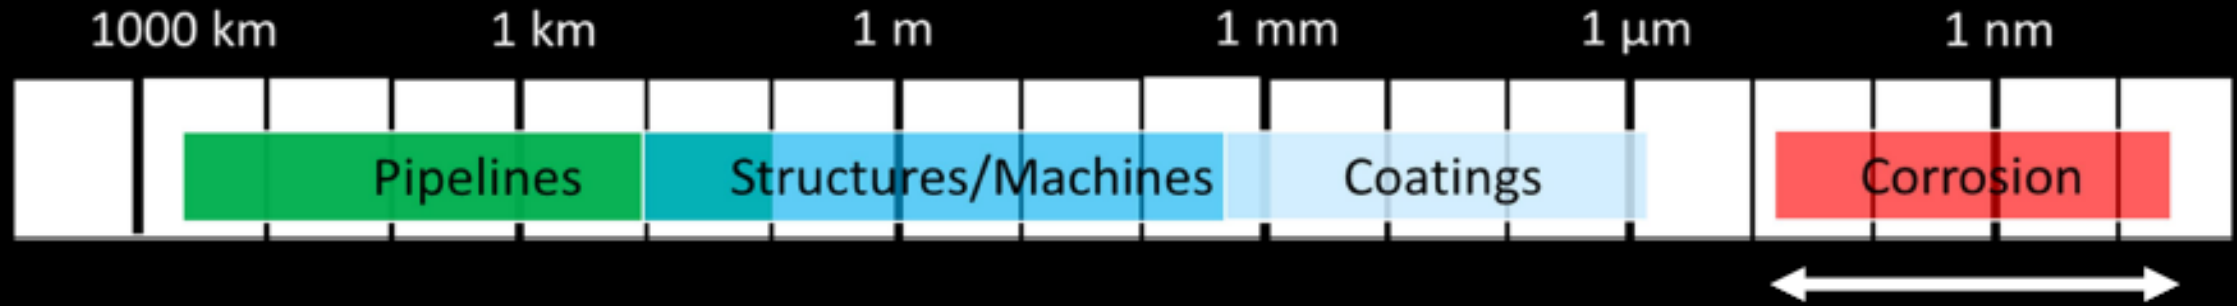 1000 km 1 km 1 m 1 mm 1 µm 1 nm
Pipelines Structures/Machines Coatings Corrosion